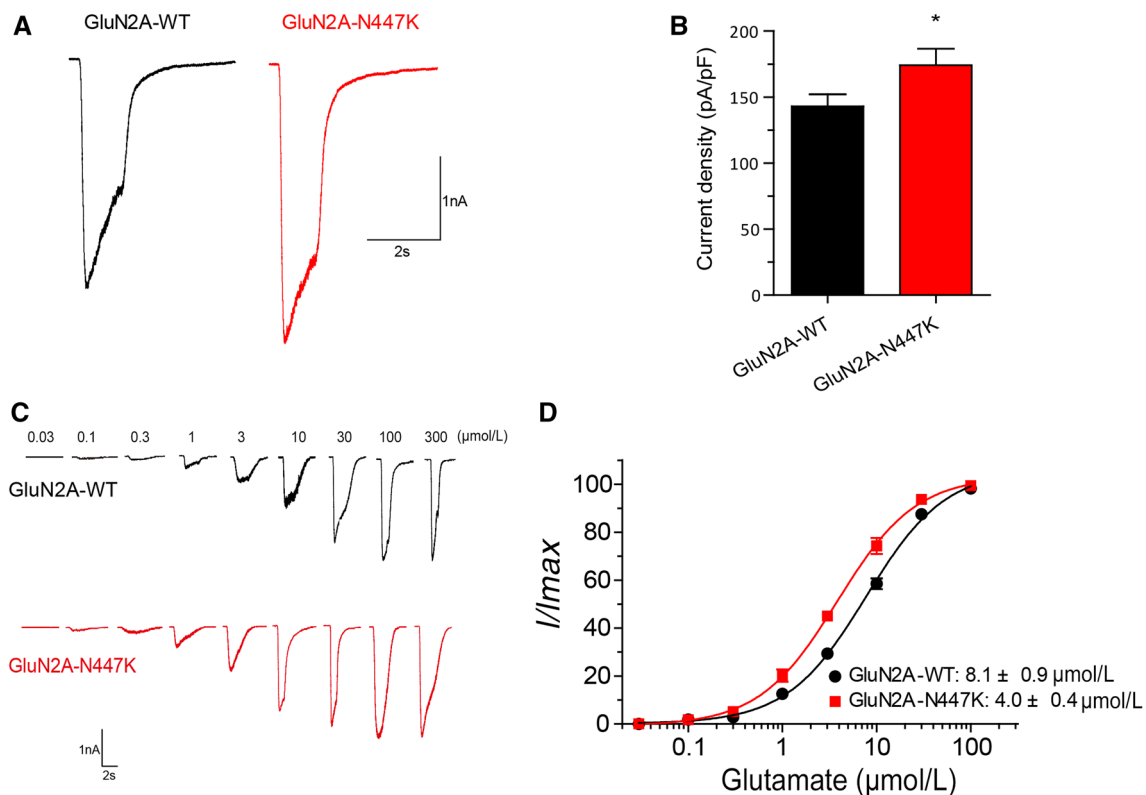 A
GluN2A-WT
GluN2A-N447K
1nA
2s
B
*
Current density (pA/pF)
200
150
100
50
0
GluN2A-WT
GluN2A-N447K
C
0.03 0.1 0.3 1 3 10 30 100 300 (µmol/L)
GluN2A-WT
GluN2A-N447K
1nA
2s
D
I/Imax
100
80
60
40
20
0
GluN2A-WT: 8.1 ± 0.9 µmol/L
GluN2A-N447K: 4.0 ± 0.4 µmol/L
0.1 1 10 100
Glutamate (µmol/L)